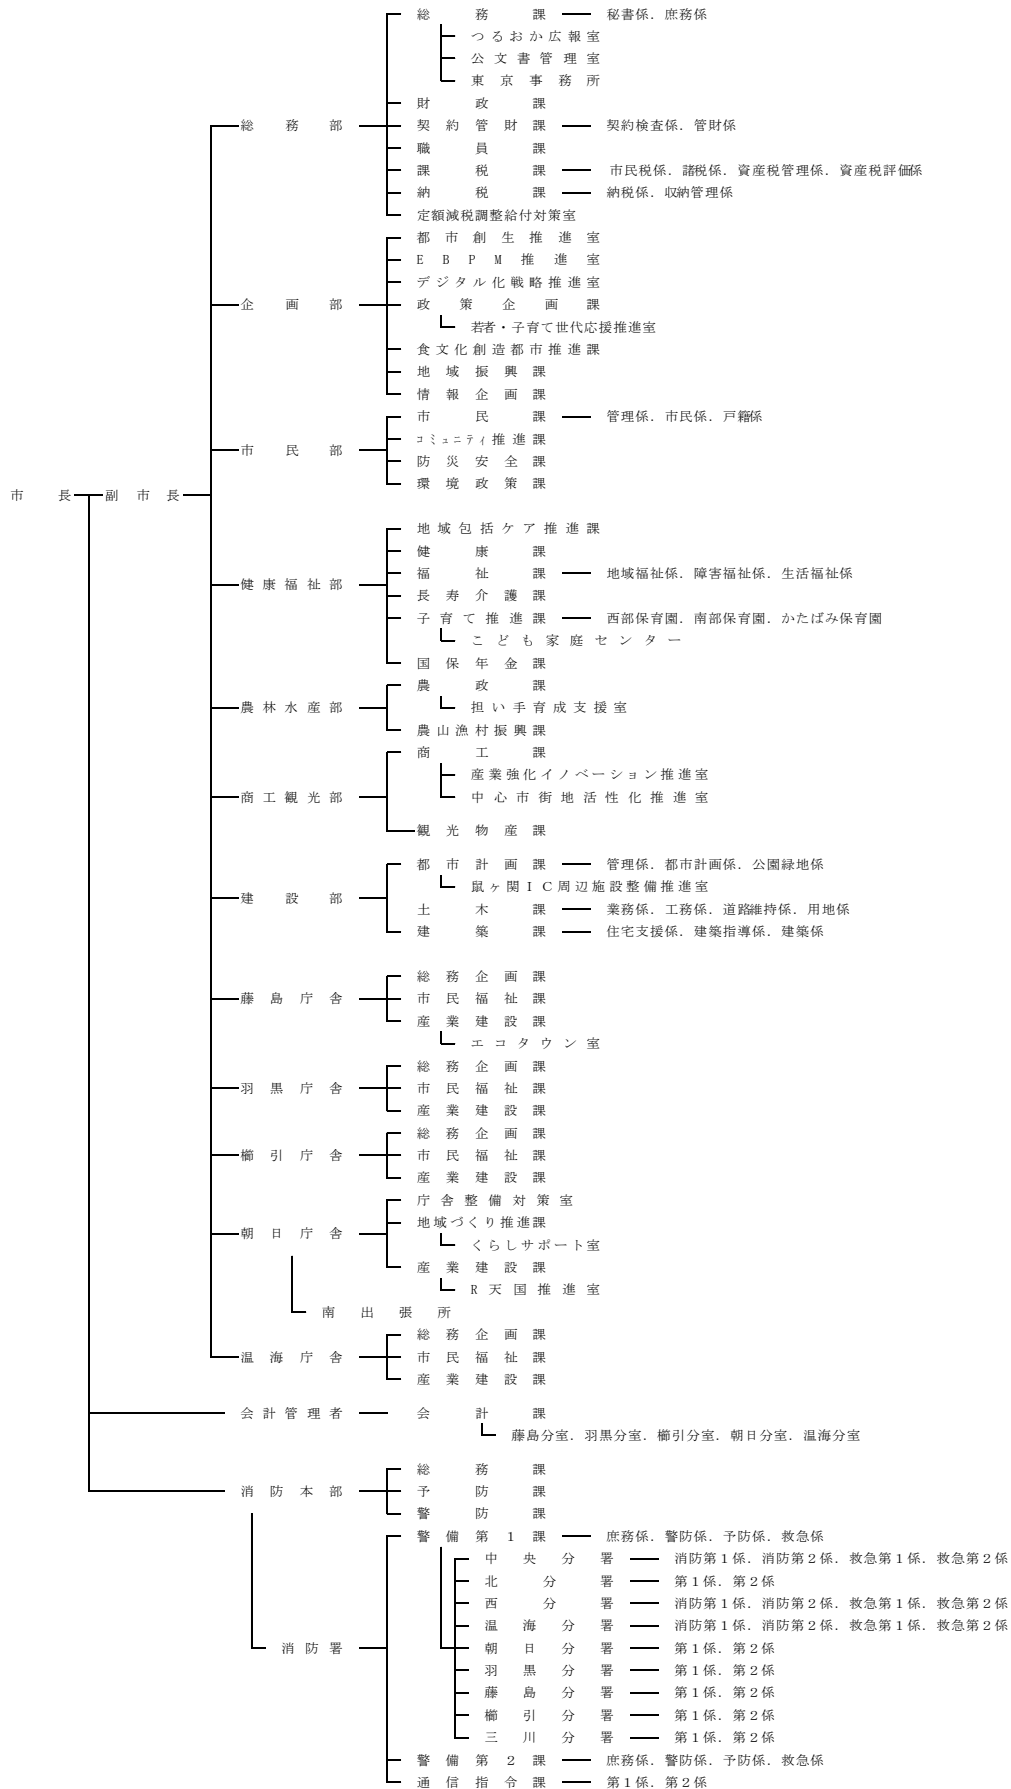 総務課 秘書係．庶務係
つるおか広報室
公文書管理室
東京事務所
財政課
総務部 契約管財課 契約検査係．管財係
職員課
課税課 市民税係．諸税係．資産税管理係．資産税評価係
納税課 納税係．収納管理係
定額減税調整給付対策室
都市創生推進室
ＥＢＰＭ推進室
デジタル化戦略推進室
企画部 政策企画課
若者・子育て世代応援推進室
食文化創造都市推進課
地域振興課
情報企画課
市民課 管理係．市民係．戸籍係
コミュニティ推進課
市民部
防災安全課
環境政策課
市長 副市長
地域包括ケア推進課
健康課
福祉課 地域福祉係．障害福祉係．生活福祉係
健康福祉部
長寿介護課
子育て推進課 西部保育園．南部保育園．かたばみ保育園
こども家庭センター
国保年金課
農政課
農林水産部 担い手育成支援室
農山漁村振興課
商工課
産業強化イノベーション推進室
商工観光部 中心市街地活性化推進室
観光物産課
都市計画課 管理係．都市計画係．公園緑地係
鼠ヶ関ＩＣ周辺施設整備推進室
建設部
土木課 業務係．工務係．道路維持係．用地係
建築課 住宅支援係．建築指導係．建築係
総務企画課
藤島庁舎 市民福祉課
産業建設課
エコタウン室
総務企画課
羽黒庁舎 市民福祉課
産業建設課
総務企画課
櫛引庁舎 市民福祉課
産業建設課
庁舎整備対策室
地域づくり推進課
朝日庁舎
くらしサポート室
産業建設課
Ｒ天国推進室
南出張所
総務企画課
温海庁舎 市民福祉課
産業建設課
会計管理者 会計課
藤島分室．羽黒分室．櫛引分室．朝日分室．温海分室
総務課
消防本部 予防課
警防課
警備第１課 庶務係．警防係．予防係．救急係
中央分署 消防第１係．消防第２係．救急第１係．救急第２係
北分署 第１係．第２係
西分署 消防第１係．消防第２係．救急第１係．救急第２係
温海分署 消防第１係．消防第２係．救急第１係．救急第２係
消防署 朝日分署 第１係．第２係
羽黒分署 第１係．第２係
藤島分署 第１係．第２係
櫛引分署 第１係．第２係
三川分署 第１係．第２係
警備第２課 庶務係．警防係．予防係．救急係
通信指令課 第１係．第２係